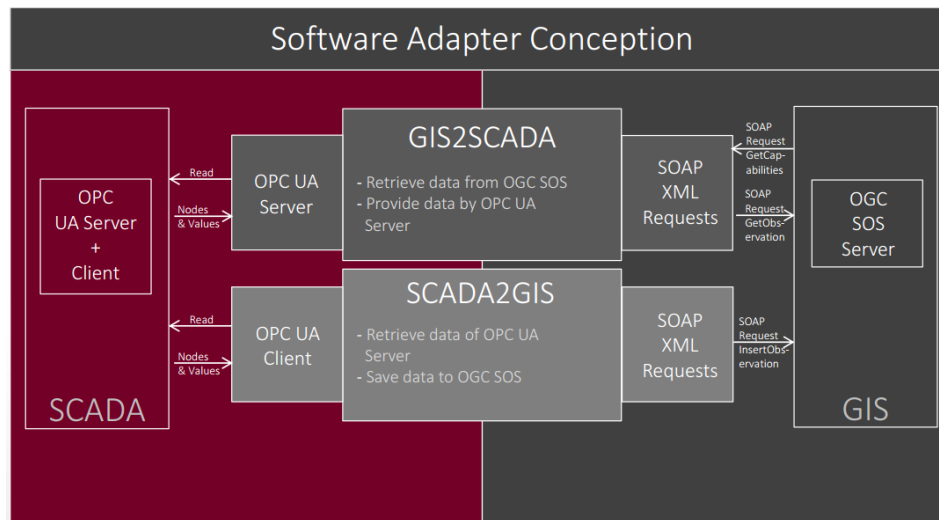 Software Adapter Conception
OPC
UA Server
+
Client
SCADA
Read
Nodes
& Values
OPC UA
Server
GIS2SCADA
- Retrieve data from OGC SOS
- Provide data by OPC UA
Server
SOAP
XML
Requests
SOAP
Request
GetCap-
abilities
SOAP
Request
GetObs-
ervation
Read
Nodes
& Values
OPC UA
Client
SCADA2GIS
- Retrieve data of OPC UA
Server
- Save data to OGC SOS
SOAP
XML
Requests
SOAP
Request
InsertObs-
ervation
OGC
SOS
Server
GIS